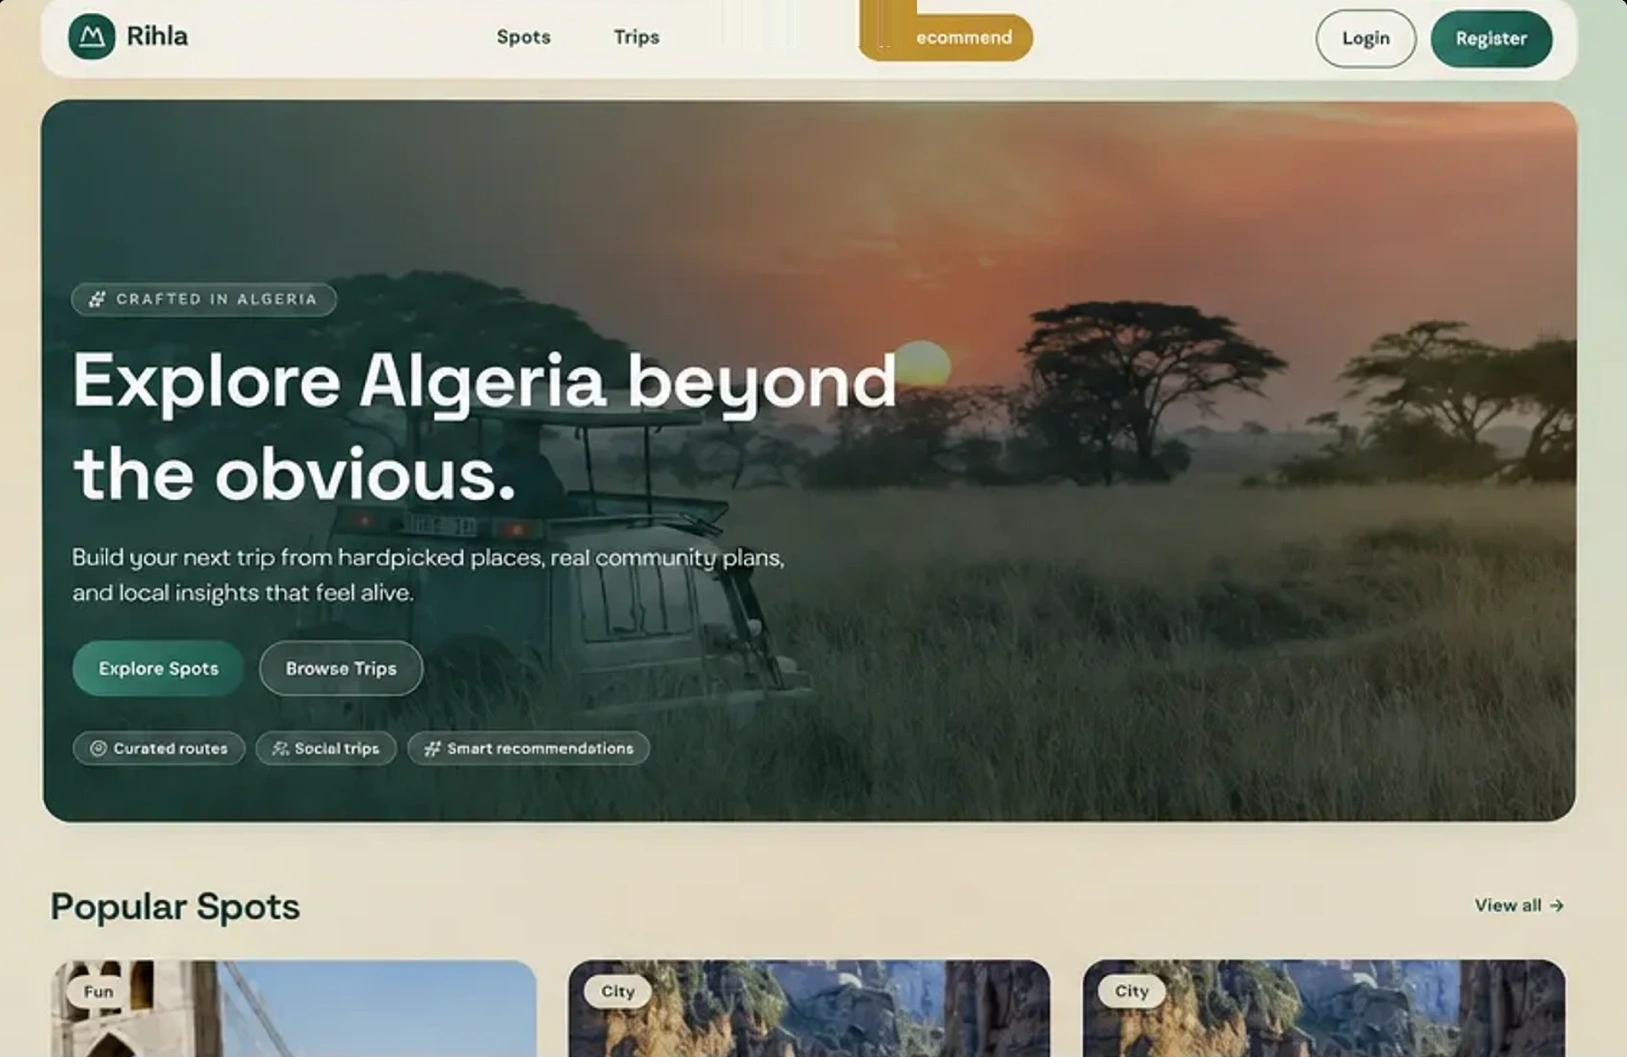 Rihla
Spots
Trips
ecommend
Login
Register
CRAFTED IN ALGERIA
Explore Algeria beyond
the obvious.
Build your next trip from hardpicked places, real community plans,
and local insights that feel alive.
Explore Spots
Browse Trips
Curated routes
Social trips
Smart recommendations
Popular Spots
View all →
Fun
City
City